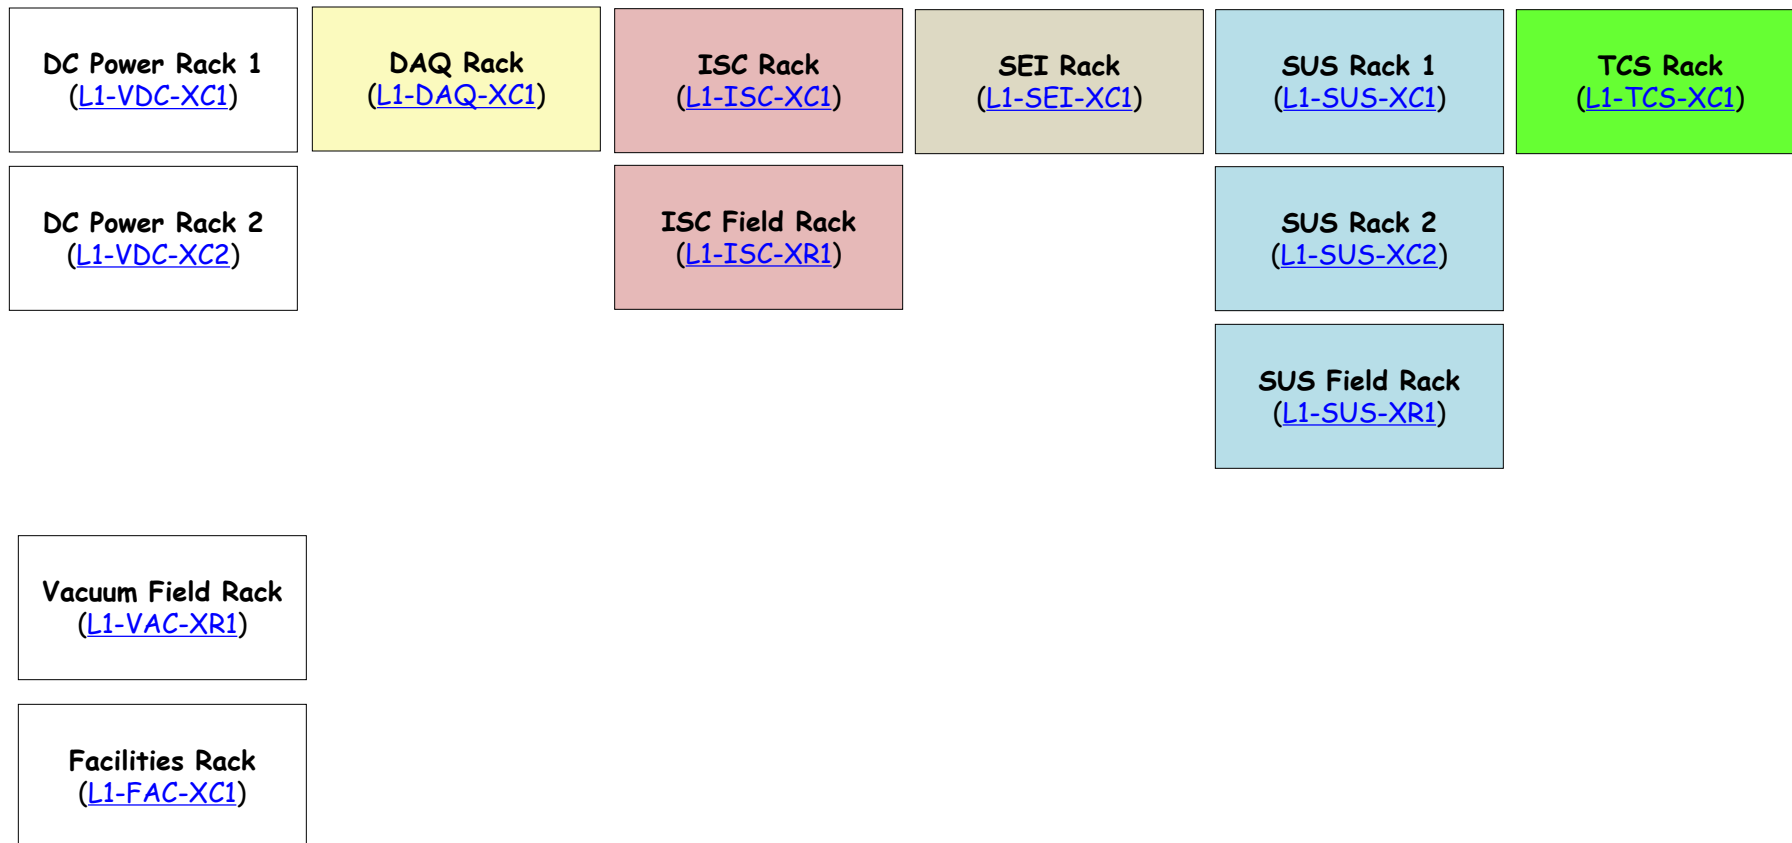 DC Power Rack 1
(L1-VDC-XC1)
DAQ Rack
(L1-DAQ-XC1)
ISC Rack
(L1-ISC-XC1)
SEI Rack
(L1-SEI-XC1)
SUS Rack 1
(L1-SUS-XC1)
TCS Rack
(L1-TCS-XC1)
DC Power Rack 2
(L1-VDC-XC2)
ISC Field Rack
(L1-ISC-XR1)
SUS Rack 2
(L1-SUS-XC2)
SUS Field Rack
(L1-SUS-XR1)
Vacuum Field Rack
(L1-VAC-XR1)
Facilities Rack
(L1-FAC-XC1)